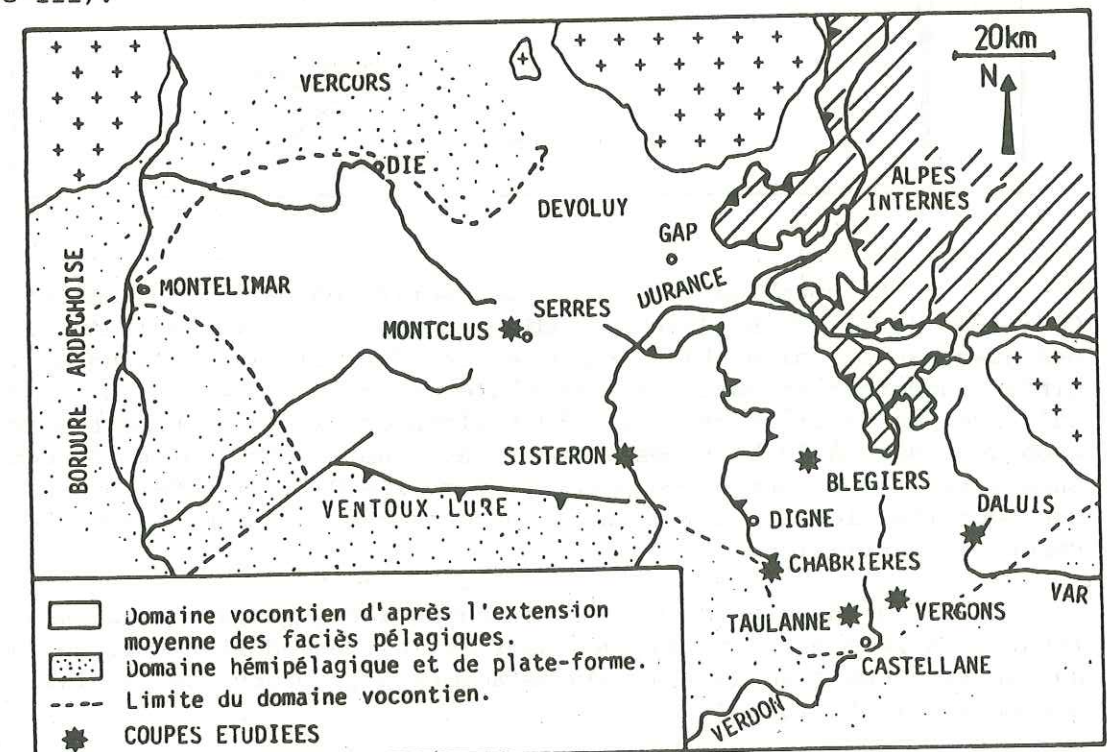 20km
N
VERCURS
DIE
?
DEVOLUY
ALPES
INTERNES
GAP
DURANCE
BORDURE ARDECHOISE
MONTELIMAR
SERRES
MONTCLUS
SISTERON
BLEGIERS
VENTOUX LURE
DIGNE
DALUIS
CHABRIERES
VAR
TAULANNE
VERGONS
CASTELLANE
VERDON
Domaine vocontien d'après l'extension
moyenne des faciès pélagiques.
Domaine hémipélagique et de plate-forme.
Limite du domaine vocontien.
COUPES ETUDIEES